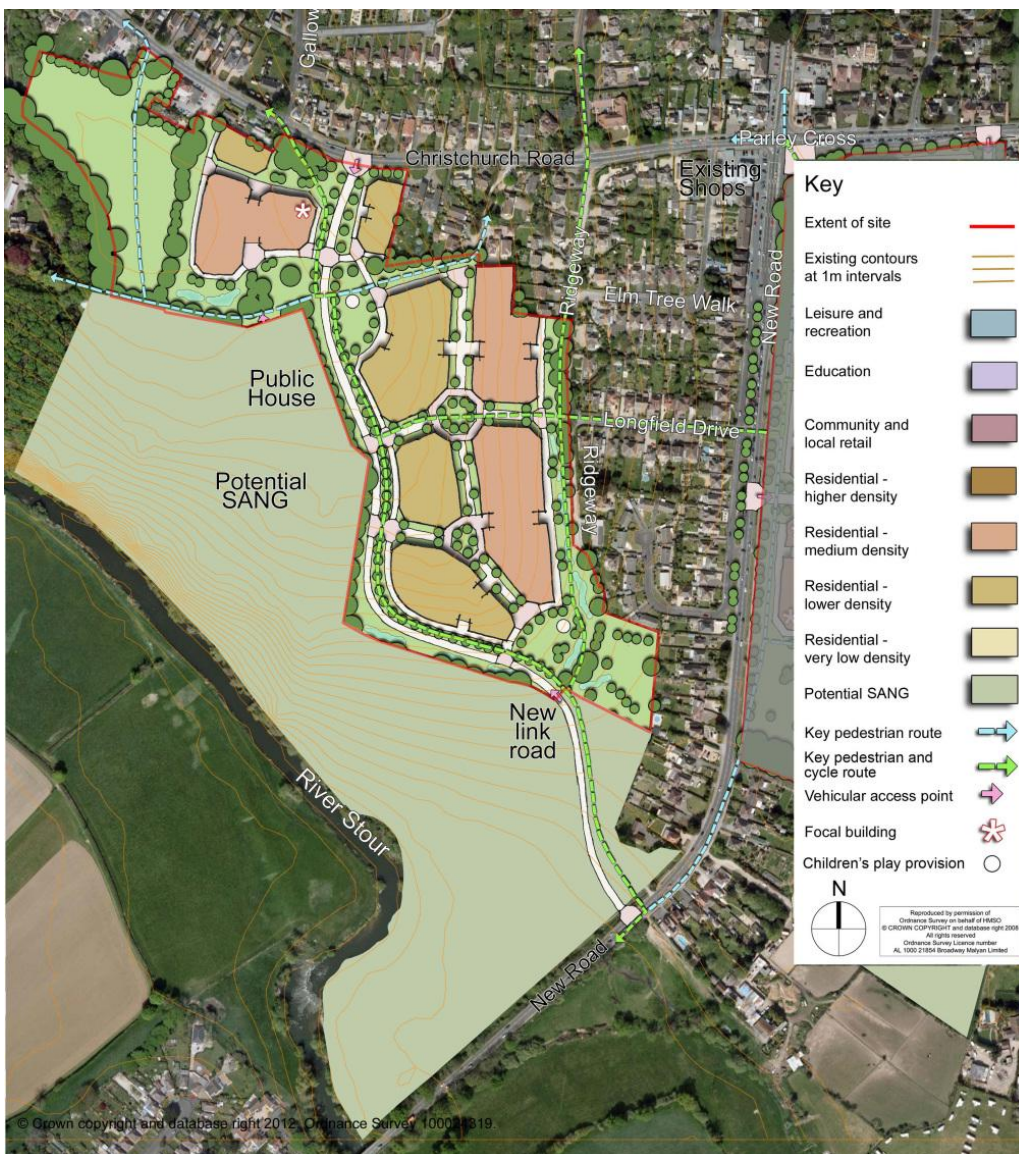 Gallow
Christchurch Road
Parley Cross
Existing
Shops
Ridgeway
Elm Tree Walk
New Road
Public
House
Longfield Drive
Ridgeway
Potential
SANG
New
link
road
River Stour
New Road
Key
Extent of site
Existing contours
at 1m intervals
Leisure and
recreation
Education
Community and
local retail
Residential -
higher density
Residential -
medium density
Residential -
lower density
Residential -
very low density
Potential SANG
Key pedestrian route
Key pedestrian and
cycle route
Vehicular access point
Focal building
Children's play provision
N
Reproduced by permission of
Ordnance Survey on behalf of HMSO
© CROWN COPYRIGHT and database right 2008
All rights reserved
Ordnance Survey Licence number
AL 1000 21854 Broadway Malyan Limited
© Crown copyright and database right 2012. Ordnance Survey 100024319.